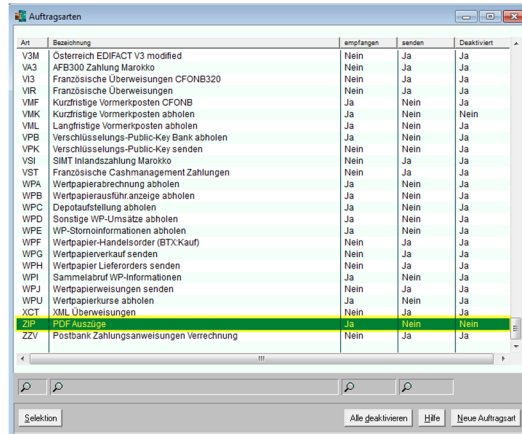 Auftragsarten
Art Bezeichnung empfangen senden Deaktiviert
V3M Österreich EDIFACT V3 modified Nein Ja Ja
VA3 AFB300 Zahlung Marokko Nein Ja Ja
VI3 Französische Überweisungen CFONB320 Nein Ja Ja
VIR Französische Überweisungen Nein Ja Ja
VMF Kurzfristige Vormerkposten CFONB Ja Nein Ja
VMK Kurzfristige Vormerkposten abholen Ja Nein Nein
VML Langfristige Vormerkposten abholen Ja Nein Ja
VPB Verschlüsselungs-Public-Key Bank abholen Ja Nein Ja
VPK Verschlüsselungs-Public-Key senden Nein Ja Ja
VSI SIMT Inlandszahlung Marokko Nein Ja Ja
VST Französische Cashmanagement Zahlungen Nein Ja Ja
WPA Wertpapierabrechnung abholen Ja Nein Ja
WPB Wertpapierausführ.anzeige abholen Ja Nein Ja
WPC Depotaufstellung abholen Ja Nein Ja
WPD Sonstige WP-Umsätze abholen Ja Nein Ja
WPE WP-Stornoinformationen abholen Ja Nein Ja
WPF Wertpapier-Handelsorder (BTX:Kauf) Nein Ja Ja
WPG Wertpapierverkauf senden Nein Ja Ja
WPH Wertpapier Lieferorders senden Nein Ja Ja
WPI Sammelabruf WP-Informationen Ja Nein Ja
WPJ Wertpapierweisungen senden Nein Ja Ja
WPU Wertpapierkurse abholen Ja Nein Ja
XCT XML Überweisungen Nein Ja Ja
ZIP PDF Auszüge Ja Nein Nein
ZZV Postbank Zahlungsanweisungen Verrechnung Nein Ja Ja
Selektion Alle deaktivieren Hilfe Neue Auftragsart